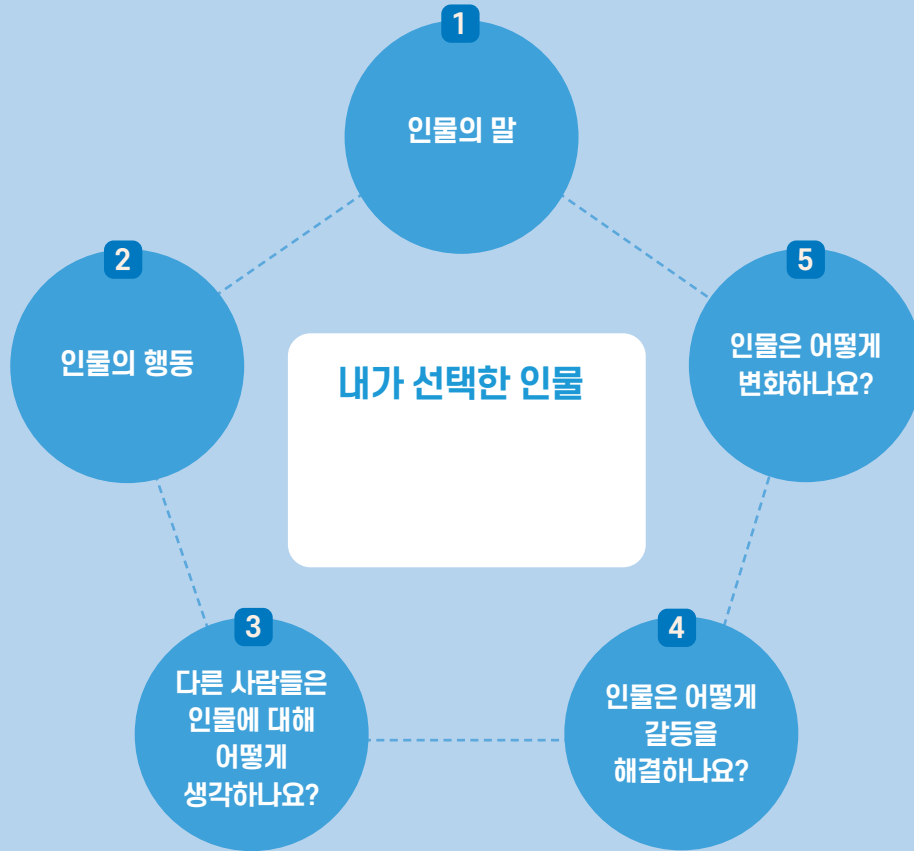 1
인물의 말
2
인물의 행동
3
다른 사람들은
인물에 대해
어떻게
생각하나요?
4
인물은 어떻게
갈등을
해결하나요?
5
인물은 어떻게
변화하나요?
내가 선택한 인물